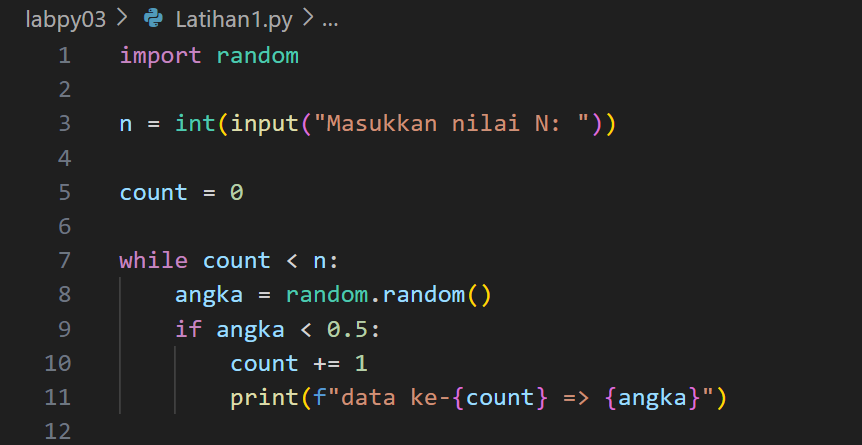 labpy03 > Latihan1.py > ...
1 import random
2
3 n = int(input("Masukkan nilai N: "))
4
5 count = 0
6
7 while count < n:
8     angka = random.random()
9     if angka < 0.5:
10         count += 1
11         print(f"data ke-{count} => {angka}")
12